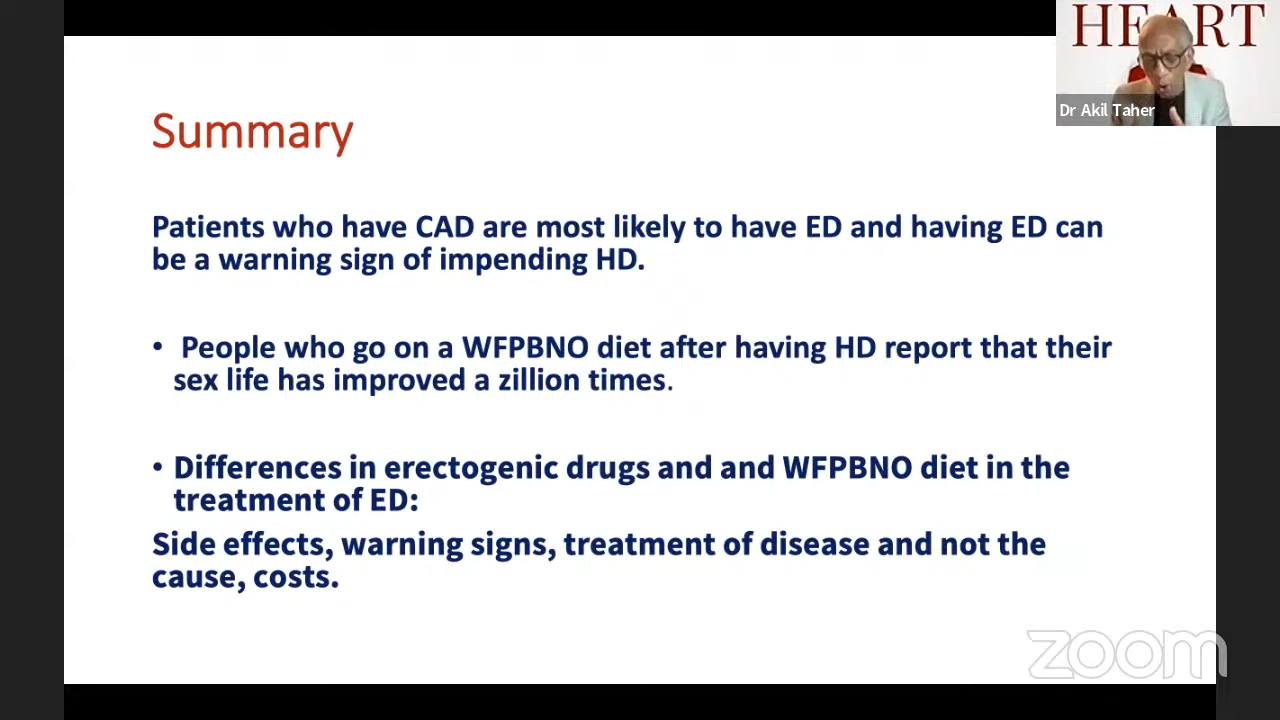 HEART
Dr Akil Taher
Summary
Patients who have CAD are most likely to have ED and having ED can
be a warning sign of impending HD.
• People who go on a WFPBNO diet after having HD report that their
sex life has improved a zillion times.
• Differences in erectogenic drugs and and WFPBNO diet in the
treatment of ED:
Side effects, warning signs, treatment of disease and not the
cause, costs.
zoom